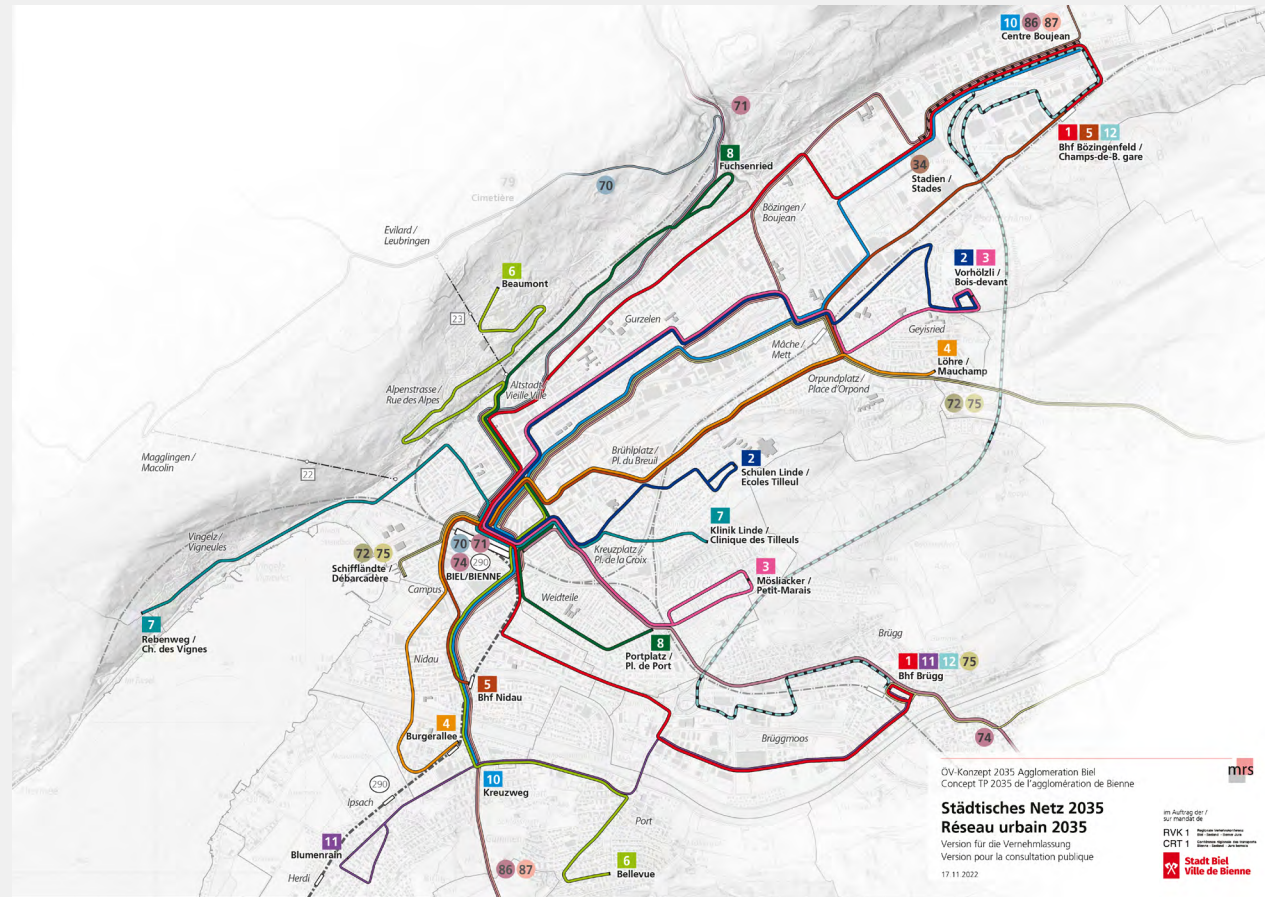 10 86 87
Centre Boujean
71
1 5 12
Bhf Bözingenfeld /
Champs-de-B. gare
8
Fuchsenried
34
Stadien /
Stades
79
Cimetière
70
Bözingen /
Boujean
Evilard /
Leubringen
6
Beaumont
2 3
Vorhölzli /
Bois-devant
23
Gurzelen
Geyisried
Mâche /
Mett
4
Löhre /
Mauchamp
Alpenstrasse /
Rue des Alpes
Altstadt
Vieille Ville
Orpundplatz /
Place d'Orpond
72 75
Magglingen /
Macolin
22
Brühlplatz /
Pl. du Breuil
2
Schulen Linde /
Ecoles Tilleul
7
Klinik Linde /
Clinique des Tilleuls
Vingelz /
Vigneules
72 75
Schifflände /
Débarcadère
70 71
74 290
BIEL/BIENNE
Kreuzplatz /
Pl. de la Croix
3
Mösliacker /
Petit-Marais
Campus
Weidteile
7
Rebenweg /
Ch. des Vignes
8
Portplatz /
Pl. de Port
Brügg
1 11 12 75
Bhf Brügg
Nidau
5
Bhf Nidau
4
Burgerallee
Brüggmoos
74
290
10
Kreuzweg
Ipsach
Port
11
Blumenrain
Herdi
86 87
6
Bellevue
ÖV-Konzept 2035 Agglomeration Biel
Concept TP 2035 de l'agglomération de Bienne
mrs
Städtisches Netz 2035
Réseau urbain 2035
Version für die Vernehmlassung
Version pour la consultation publique
17.11.2022
im Auftrag der /
sur mandat de
RVK 1
CRT 1
Stadt Biel
Ville de Bienne